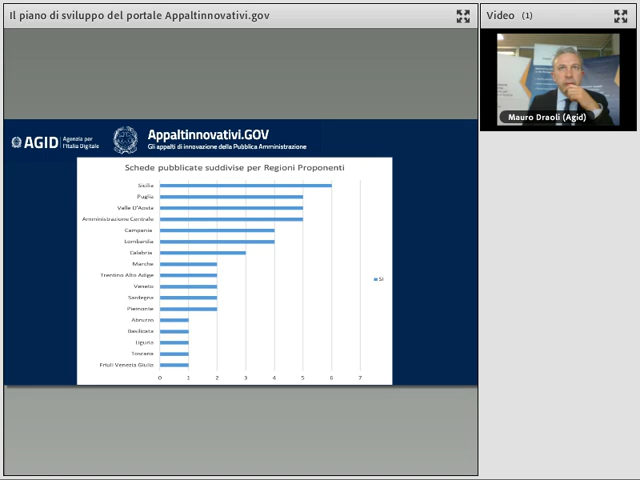 Il piano di sviluppo del portale Appaltinnovativi.gov
Video (1)
Mauro Draoli (Agid)
AGID
Agenzia per
l'Italia Digitale
Appaltinnovativi.GOV
Gli appalti di innovazione della Pubblica Amministrazione
Schede pubblicate suddivise per Regioni Proponenti
Sicilia
Puglia
Valle D'Aosta
Amministrazione Centrale
Campania
Lombardia
Calabria
Marche
Trentino Alto Adige
Veneto
Sardegna
Piemonte
Abruzzo
Basilicata
Liguria
Toscana
Friuli Venezia Giulia
0 1 2 3 4 5 6 7
SI